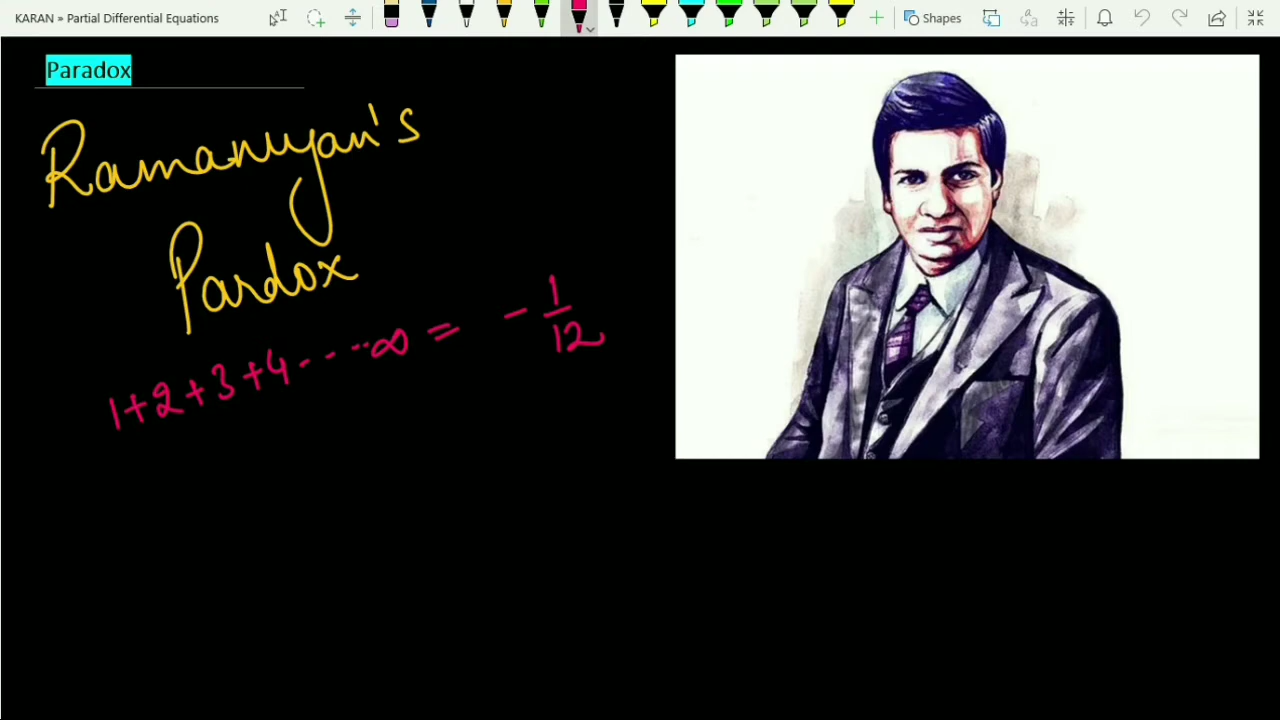 KARAN » Partial Differential Equations
Shapes
Paradox
Ramanujan's
Pardox
1+2+3+4-----∞ = - 1/12